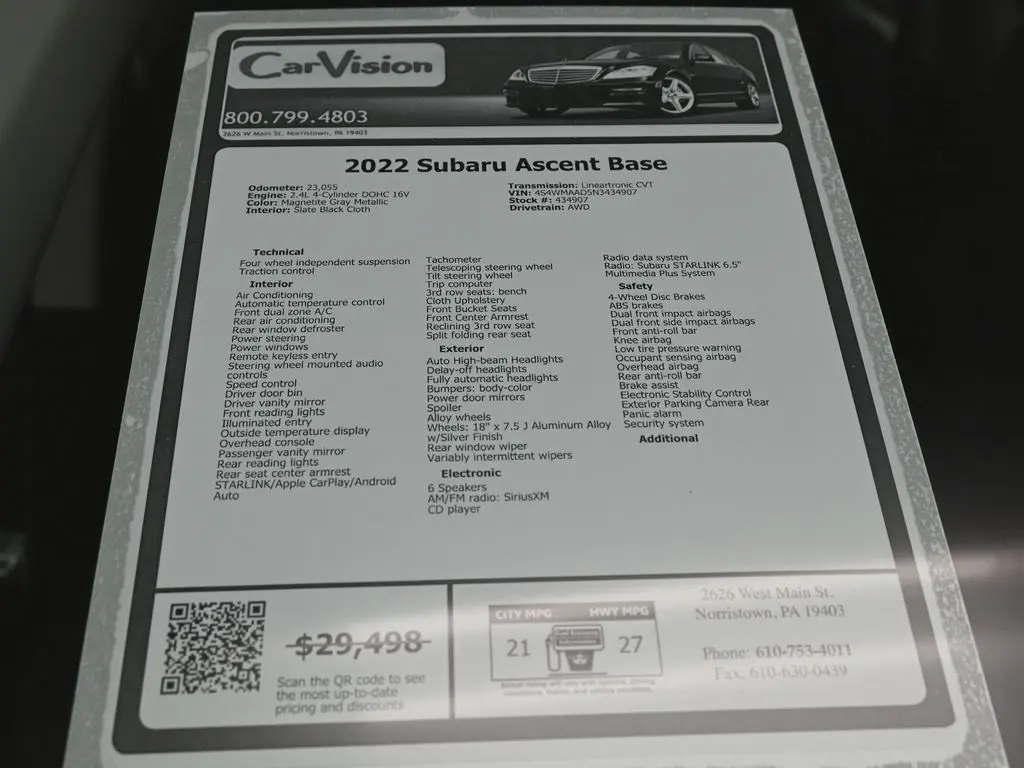 CarVision
800.799.4803
2626 W Main St, Norristown, PA 19403
2022 Subaru Ascent Base
Odometer: 23,055
Engine: 2.4L 4-Cylinder DOHC 16V
Color: Magnetite Gray Metallic
Interior: Slate Black Cloth
Transmission: Lineartronic CVT
VIN: 4S4WMAAD5N3434907
Stock #: 434907
Drivetrain: AWD
Technical
Four wheel independent suspension
Traction control
Interior
Air Conditioning
Automatic temperature control
Front dual zone A/C
Rear air conditioning
Rear window defroster
Power steering
Power windows
Remote keyless entry
Steering wheel mounted audio
controls
Speed control
Driver door bin
Driver vanity mirror
Front reading lights
Illuminated entry
Outside temperature display
Overhead console
Passenger vanity mirror
Rear reading lights
Rear seat center armrest
STARLINK/Apple CarPlay/Android
Auto
Tachometer
Telescoping steering wheel
Tilt steering wheel
Trip computer
3rd row seats: bench
Cloth Upholstery
Front Bucket Seats
Front Center Armrest
Reclining 3rd row seat
Split folding rear seat
Exterior
Auto High-beam Headlights
Delay-off headlights
Fully automatic headlights
Bumpers: body-color
Power door mirrors
Spoiler
Alloy wheels
Wheels: 18" x 7.5 J Aluminum Alloy
w/Silver Finish
Rear window wiper
Variably intermittent wipers
Electronic
6 Speakers
AM/FM radio: SiriusXM
CD player
Radio data system
Radio: Subaru STARLINK 6.5"
Multimedia Plus System
Safety
4-Wheel Disc Brakes
ABS brakes
Dual front impact airbags
Dual front side impact airbags
Front anti-roll bar
Knee airbag
Low tire pressure warning
Occupant sensing airbag
Overhead airbag
Rear anti-roll bar
Brake assist
Electronic Stability Control
Exterior Parking Camera Rear
Panic alarm
Security system
Additional
$29,498
Scan the QR code to see
the most up-to-date
pricing and discounts
CITY MPG HWY MPG
21 27
2626 West Main St.
Norristown, PA 19403
Phone: 610-753-4011
Fax: 610-630-0439